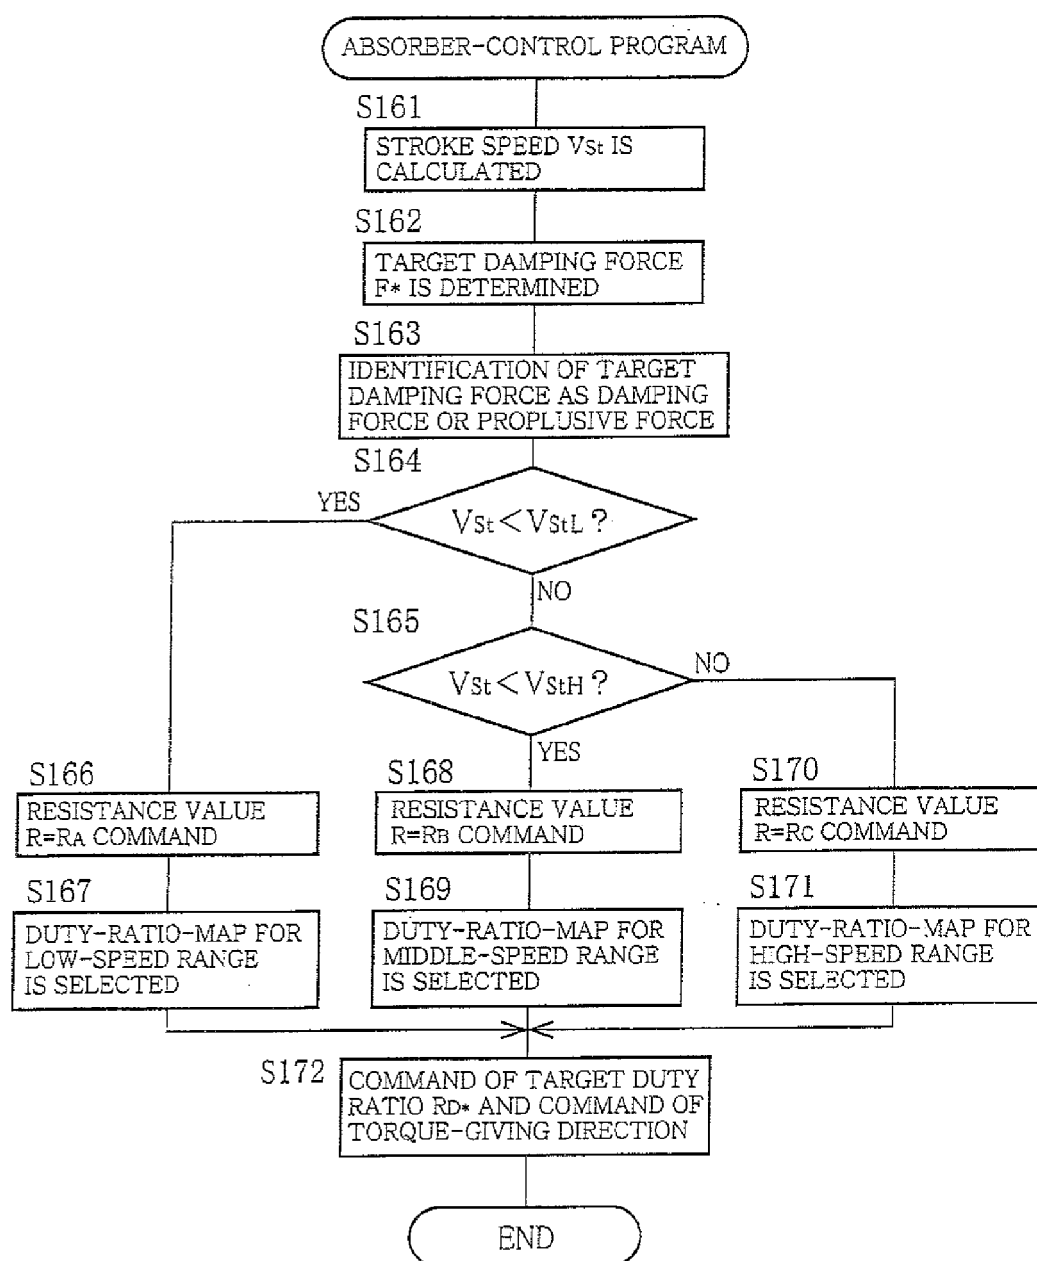 ABSORBER-CONTROL PROGRAM
S161
STROKE SPEED VSt IS
CALCULATED
S162
TARGET DAMPING FORCE
F* IS DETERMINED
S163
IDENTIFICATION OF TARGET
DAMPING FORCE AS DAMPING
FORCE OR PROPLUSIVE FORCE
S164
YES
VSt<VStL?
NO
S165
VSt<VStH?
NO
YES
S166
RESISTANCE VALUE
R=RA COMMAND
S167
DUTY-RATIO-MAP FOR
LOW-SPEED RANGE
IS SELECTED
S168
RESISTANCE VALUE
R=RB COMMAND
S169
DUTY-RATIO-MAP FOR
MIDDLE-SPEED RANGE
IS SELECTED
S170
RESISTANCE VALUE
R=RC COMMAND
S171
DUTY-RATIO-MAP FOR
HIGH-SPEED RANGE
IS SELECTED
S172
COMMAND OF TARGET DUTY
RATIO RD* AND COMMAND OF
TORQUE-GIVING DIRECTION
END